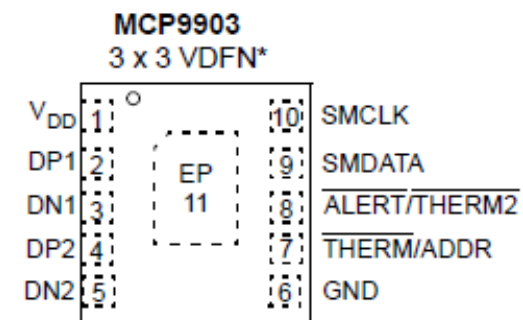 MCP9903
3 x 3 VDFN*
VDD 1 10 SMCLK
DP1 2 EP 9 SMDATA
DN1 3 11 8 ALERT/THERM2
DP2 4 7 THERM/ADDR
DN2 5 6 GND